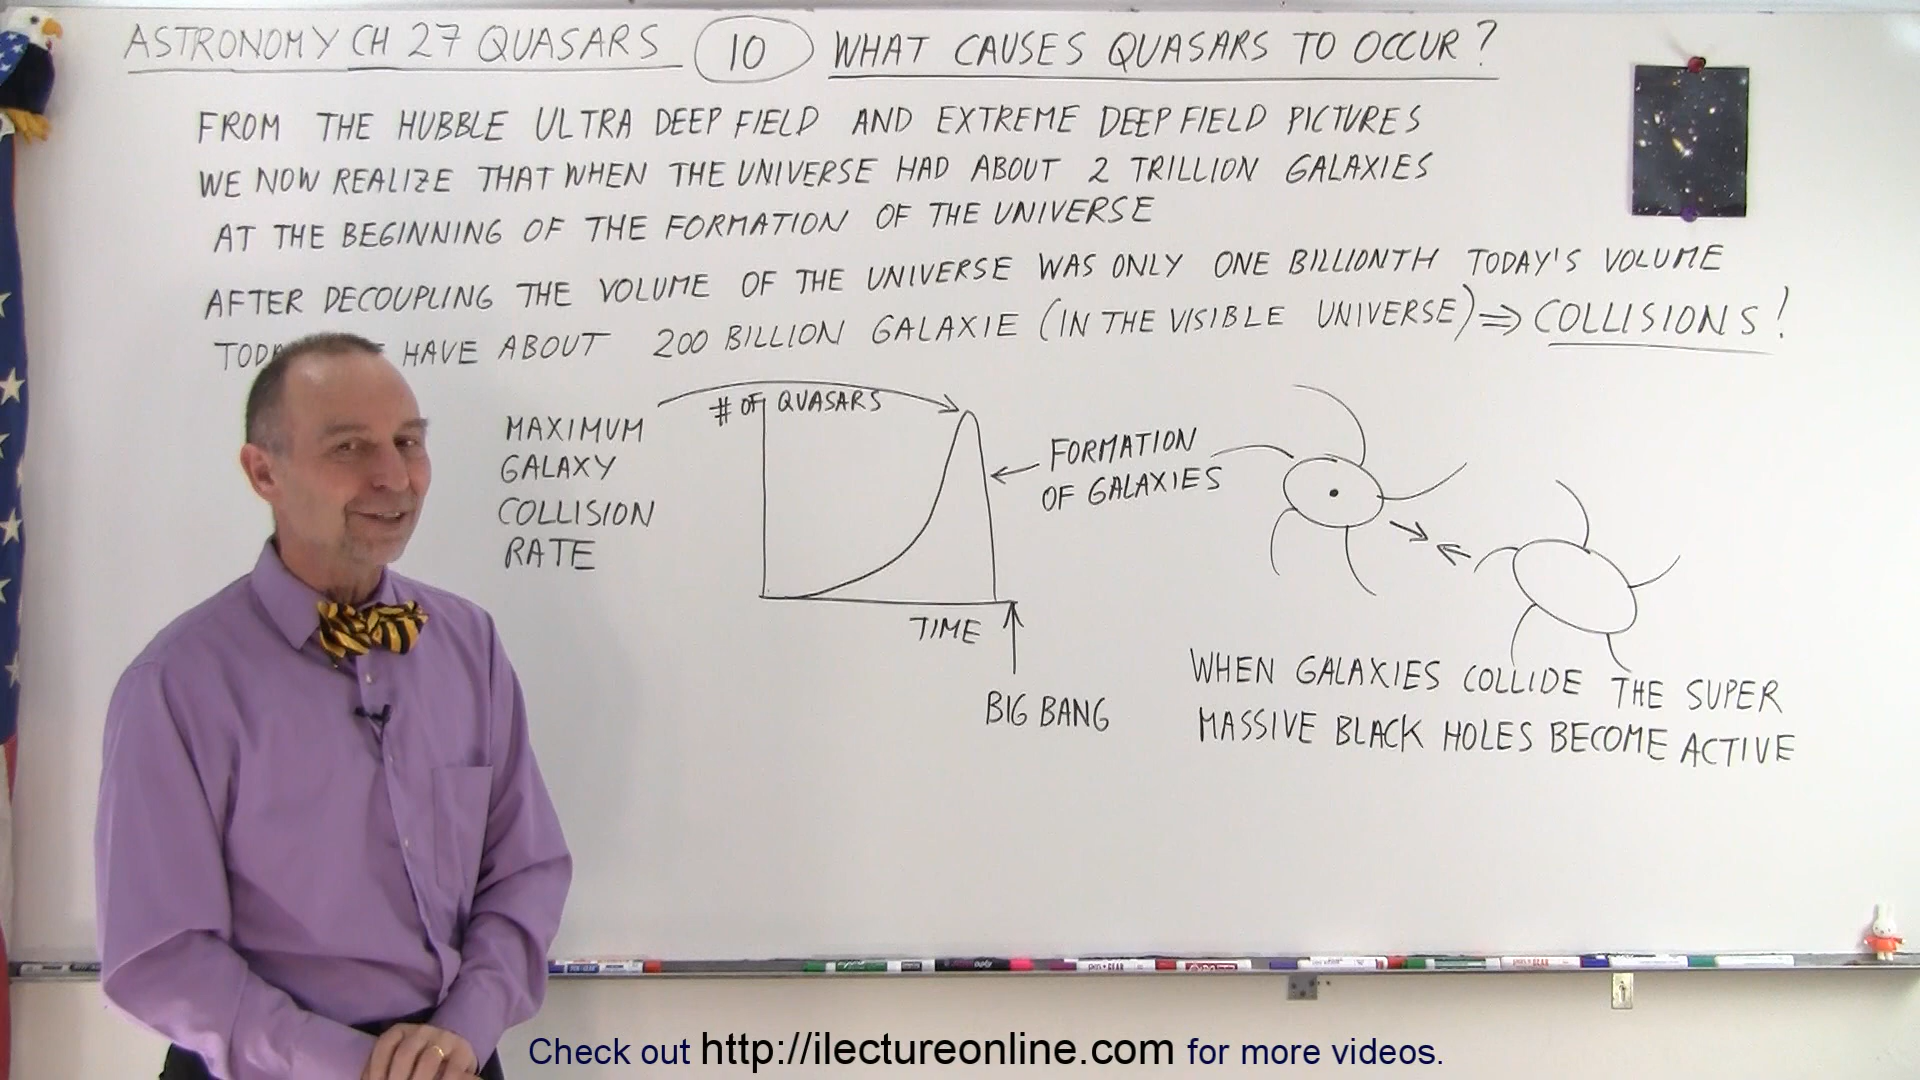 ASTRONOMY CH 27 QUASARS 10 WHAT CAUSES QUASARS TO OCCUR?
FROM THE HUBBLE ULTRA DEEP FIELD AND EXTREME DEEP FIELD PICTURES
WE NOW REALIZE THAT WHEN THE UNIVERSE HAD ABOUT 2 TRILLION GALAXIES
AT THE BEGINNING OF THE FORMATION OF THE UNIVERSE
AFTER DECOUPLING THE VOLUME OF THE UNIVERSE WAS ONLY ONE BILLIONTH TODAY'S VOLUME
HAVE ABOUT 200 BILLION GALAXIE (IN THE VISIBLE UNIVERSE) ⇒ COLLISIONS!
MAXIMUM
GALAXY
COLLISION
RATE
# OF QUASARS
TIME
BIG BANG
FORMATION
OF GALAXIES
WHEN GALAXIES COLLIDE THE SUPER
MASSIVE BLACK HOLES BECOME ACTIVE
Check out http://ilectureonline.com for more videos.